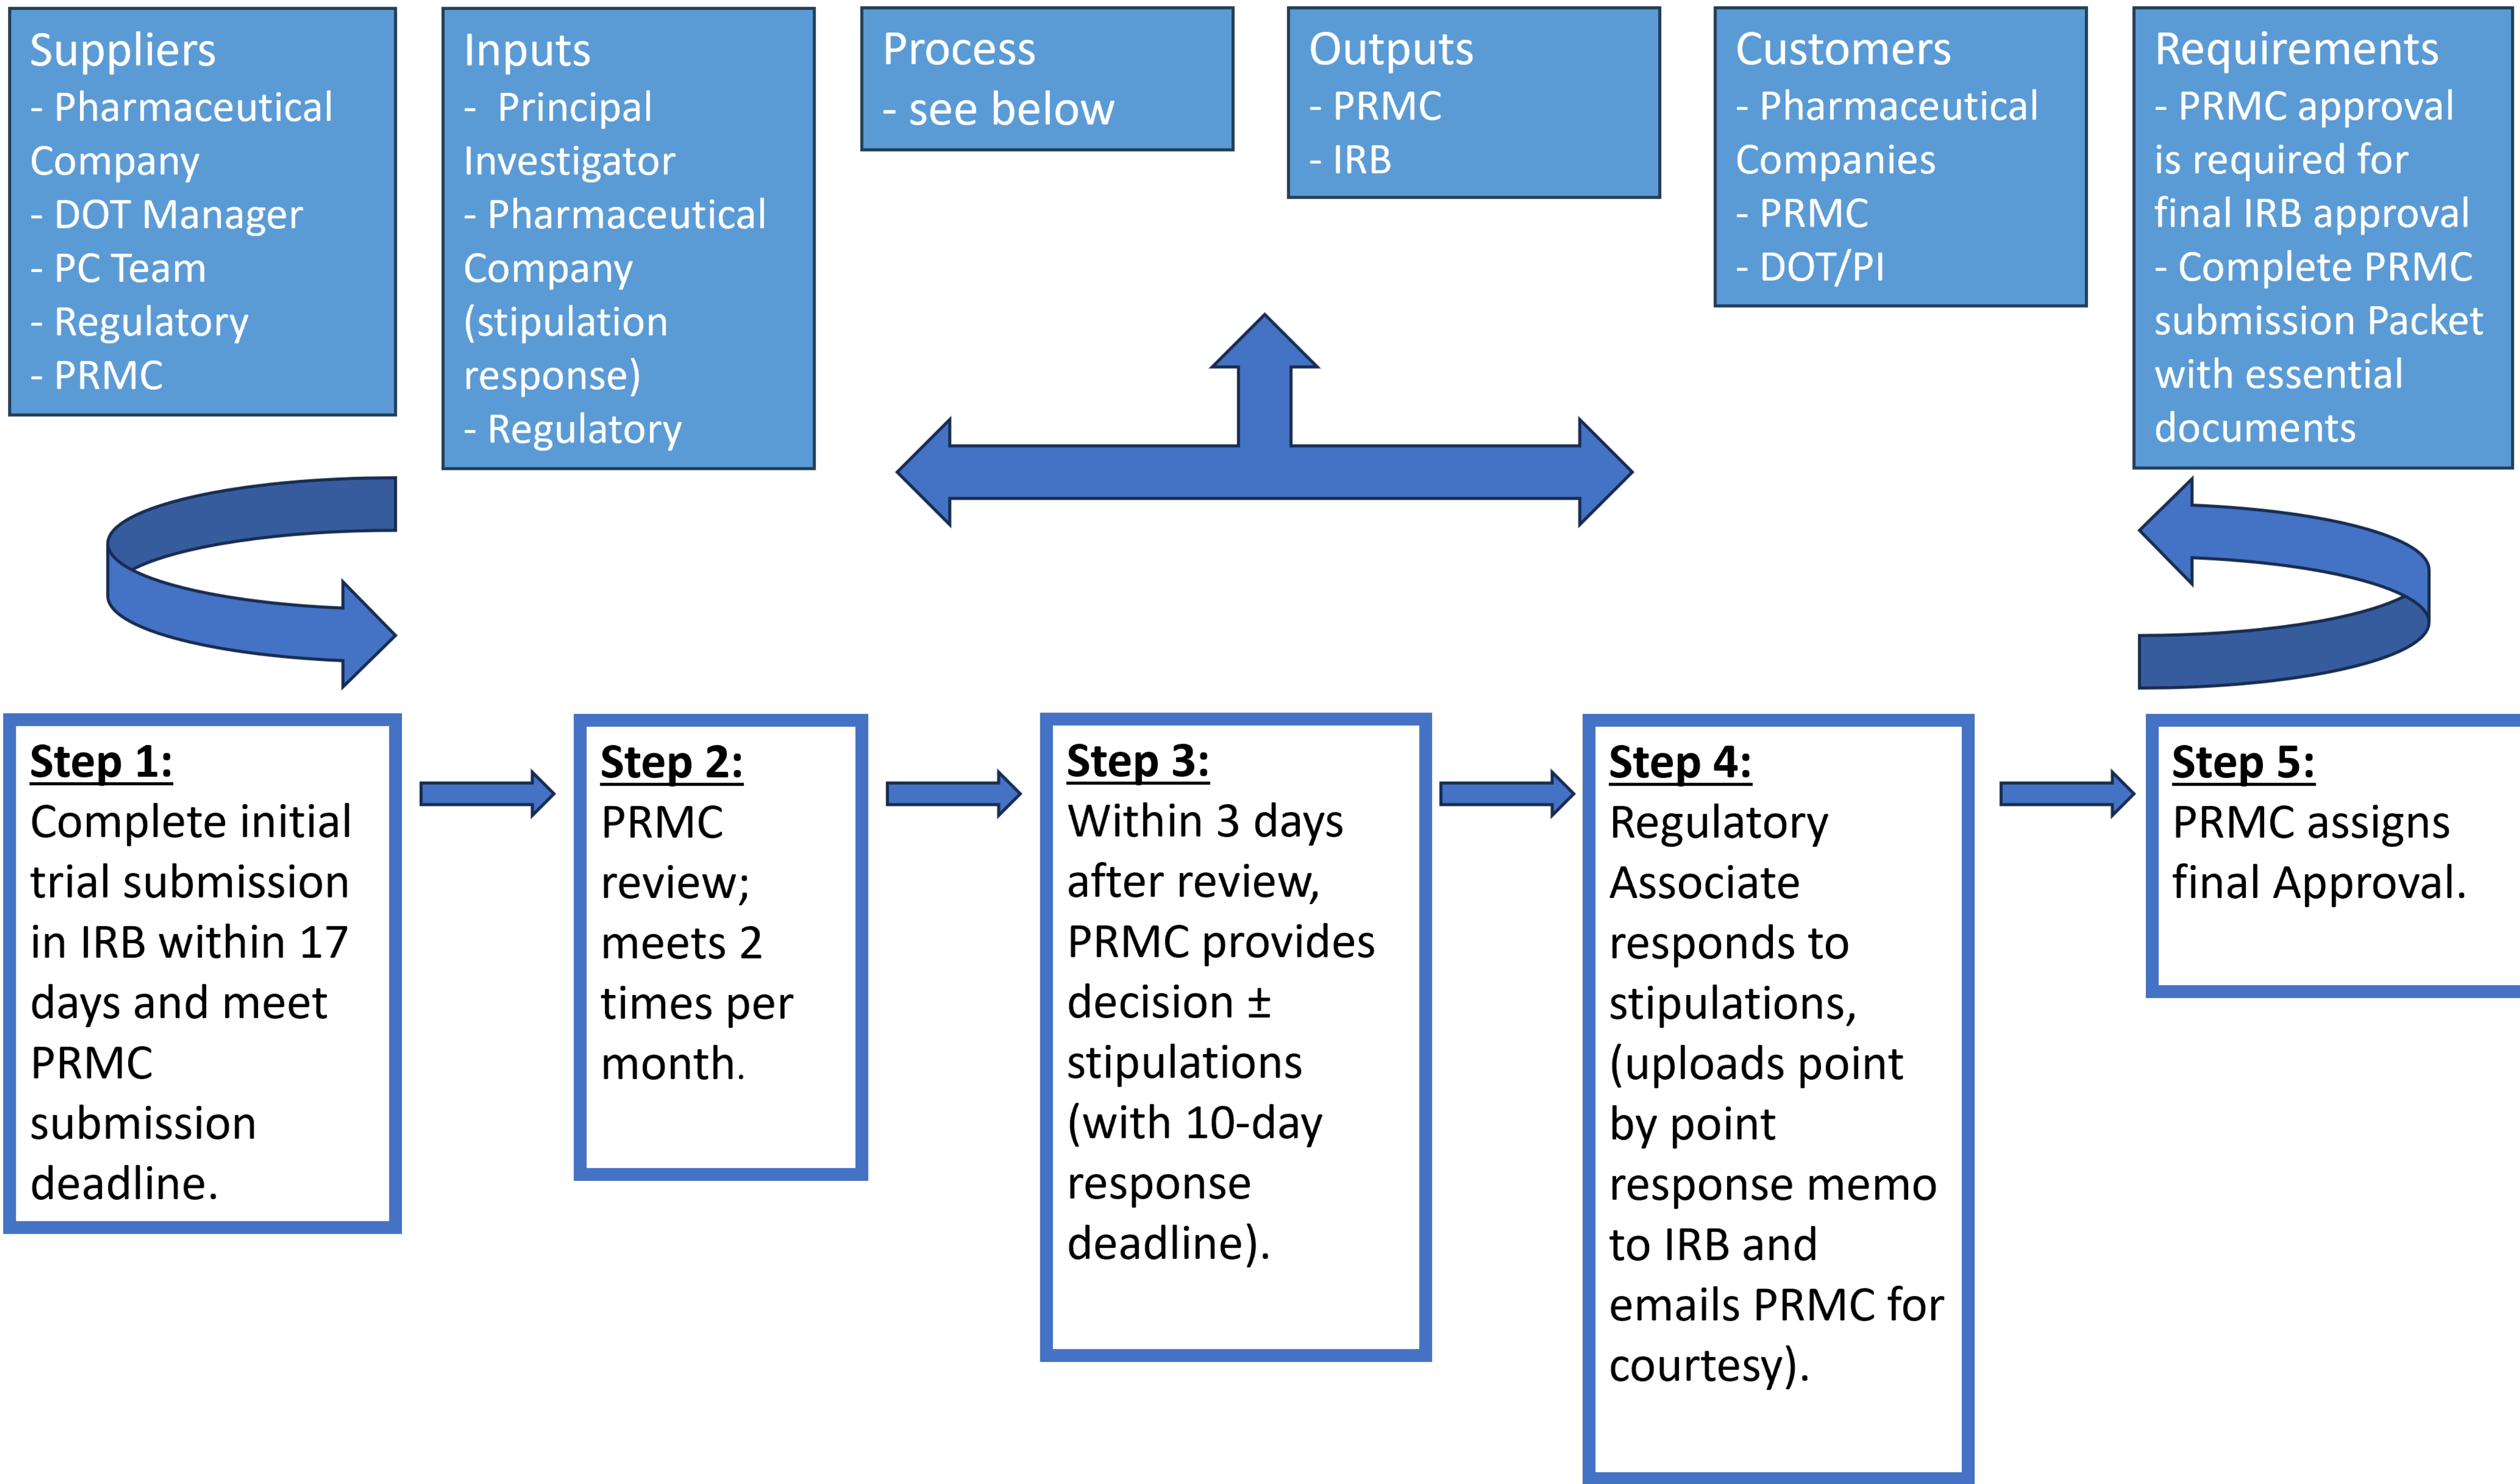 Suppliers
- Pharmaceutical
Company
- DOT Manager
- PC Team
- Regulatory
- PRMC
Inputs
- Principal
Investigator
- Pharmaceutical
Company
(stipulation
response)
- Regulatory
Process
- see below
Outputs
- PRMC
- IRB
Customers
- Pharmaceutical
Companies
- PRMC
- DOT/PI
Requirements
- PRMC approval
is required for
final IRB approval
- Complete PRMC
submission Packet
with essential
documents
Step 1:
Complete initial
trial submission
in IRB within 17
days and meet
PRMC
submission
deadline.
Step 2:
PRMC
review;
meets 2
times per
month.
Step 3:
Within 3 days
after review,
PRMC provides
decision ±
stipulations
(with 10-day
response
deadline).
Step 4:
Regulatory
Associate
responds to
stipulations,
(uploads point
by point
response memo
to IRB and
emails PRMC for
courtesy).
Step 5:
PRMC assigns
final Approval.